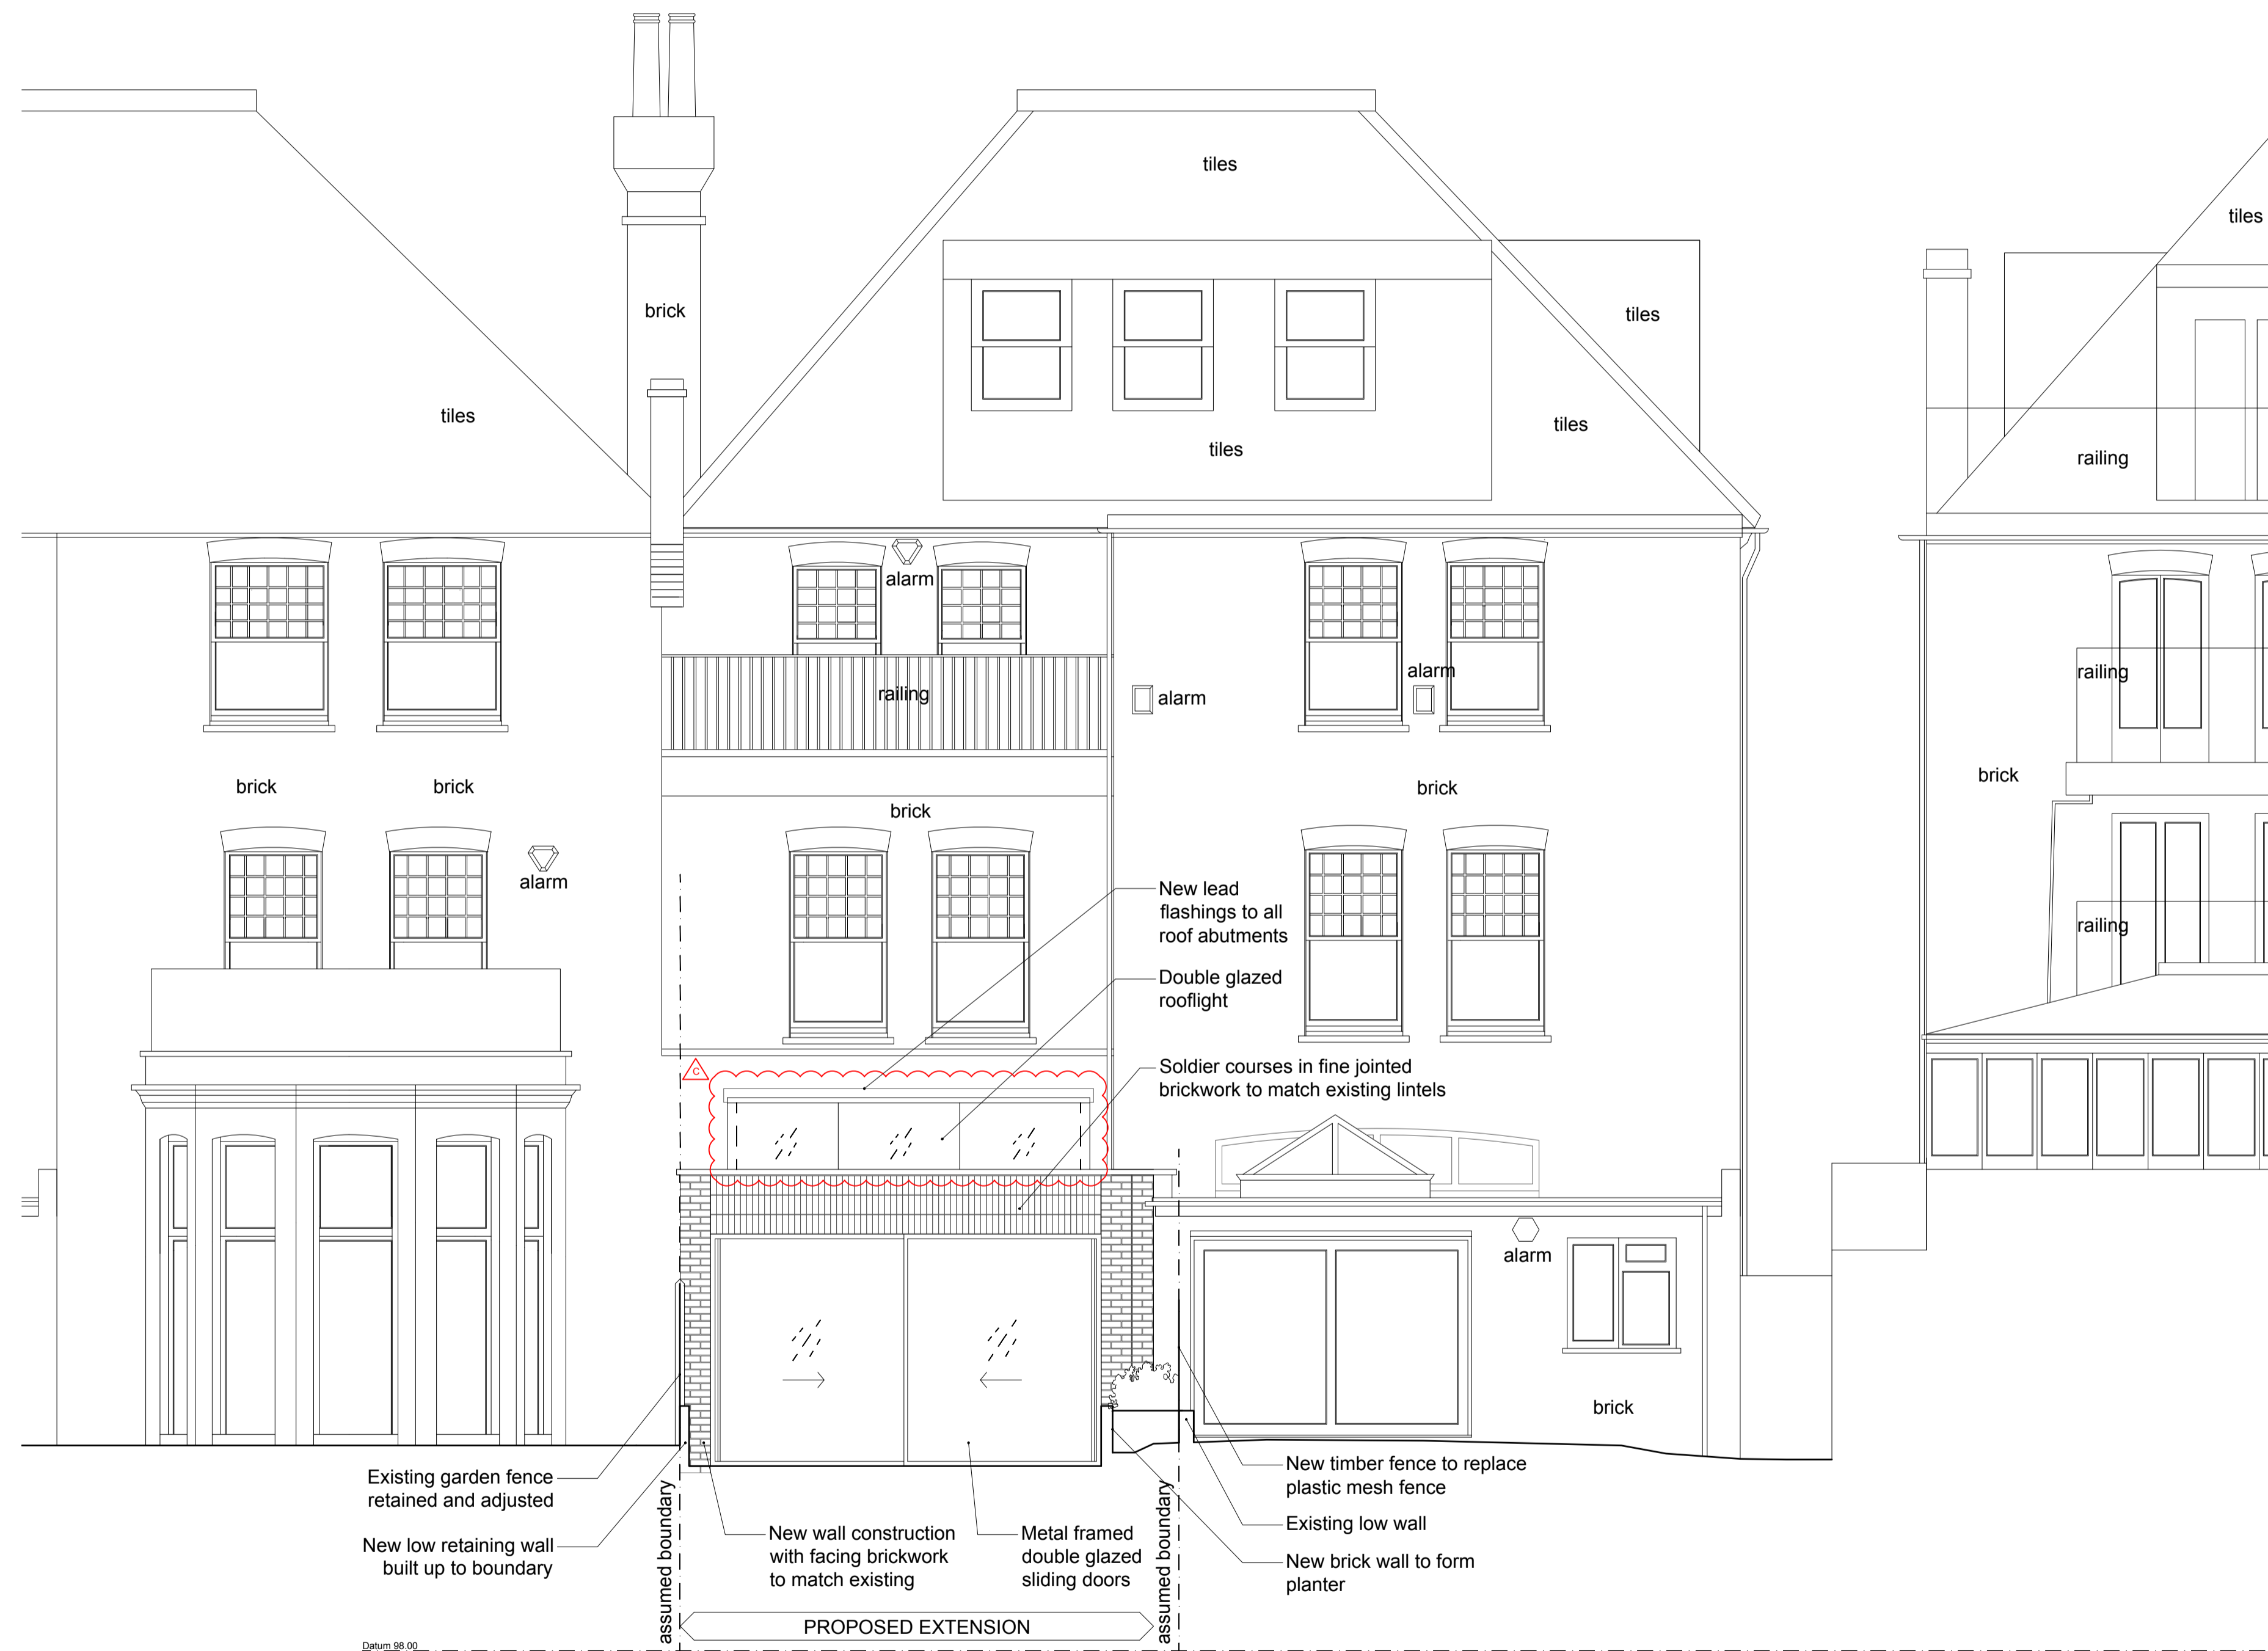 tiles
tiles
brick
tiles
tiles
tiles
tiles
railing
alarm
alarm
railing
alarm
railing
brick
brick
brick
brick
brick
alarm
New lead
flashings to all
roof abutments
railing
Double glazed
rooflight
Soldier courses in fine jointed
brickwork to match existing lintels
C
alarm
brick
Existing garden fence
retained and adjusted
New low retaining wall
built up to boundary
assumed boundary
New wall construction
with facing brickwork
to match existing
Metal framed
double glazed
sliding doors
assumed boundary
New timber fence to replace
plastic mesh fence
Existing low wall
New brick wall to form
planter
PROPOSED EXTENSION
Datum 98.00